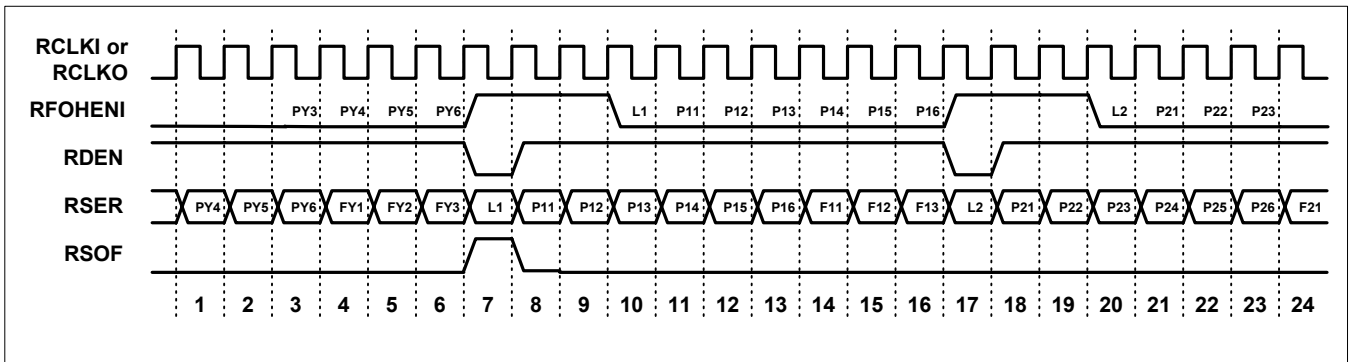 RCLKI or
RCLKO
RFOHENI PY3 PY4 PY5 PY6 L1 P11 P12 P13 P14 P15 P16 L2 P21 P22 P23
RDEN
RSER PY4 PY5 PY6 FY1 FY2 FY3 L1 P11 P12 P13 P14 P15 P16 F11 F12 F13 L2 P21 P22 P23 P24 P25 P26 F21
RSOF
1 2 3 4 5 6 7 8 9 10 11 12 13 14 15 16 17 18 19 20 21 22 23 24